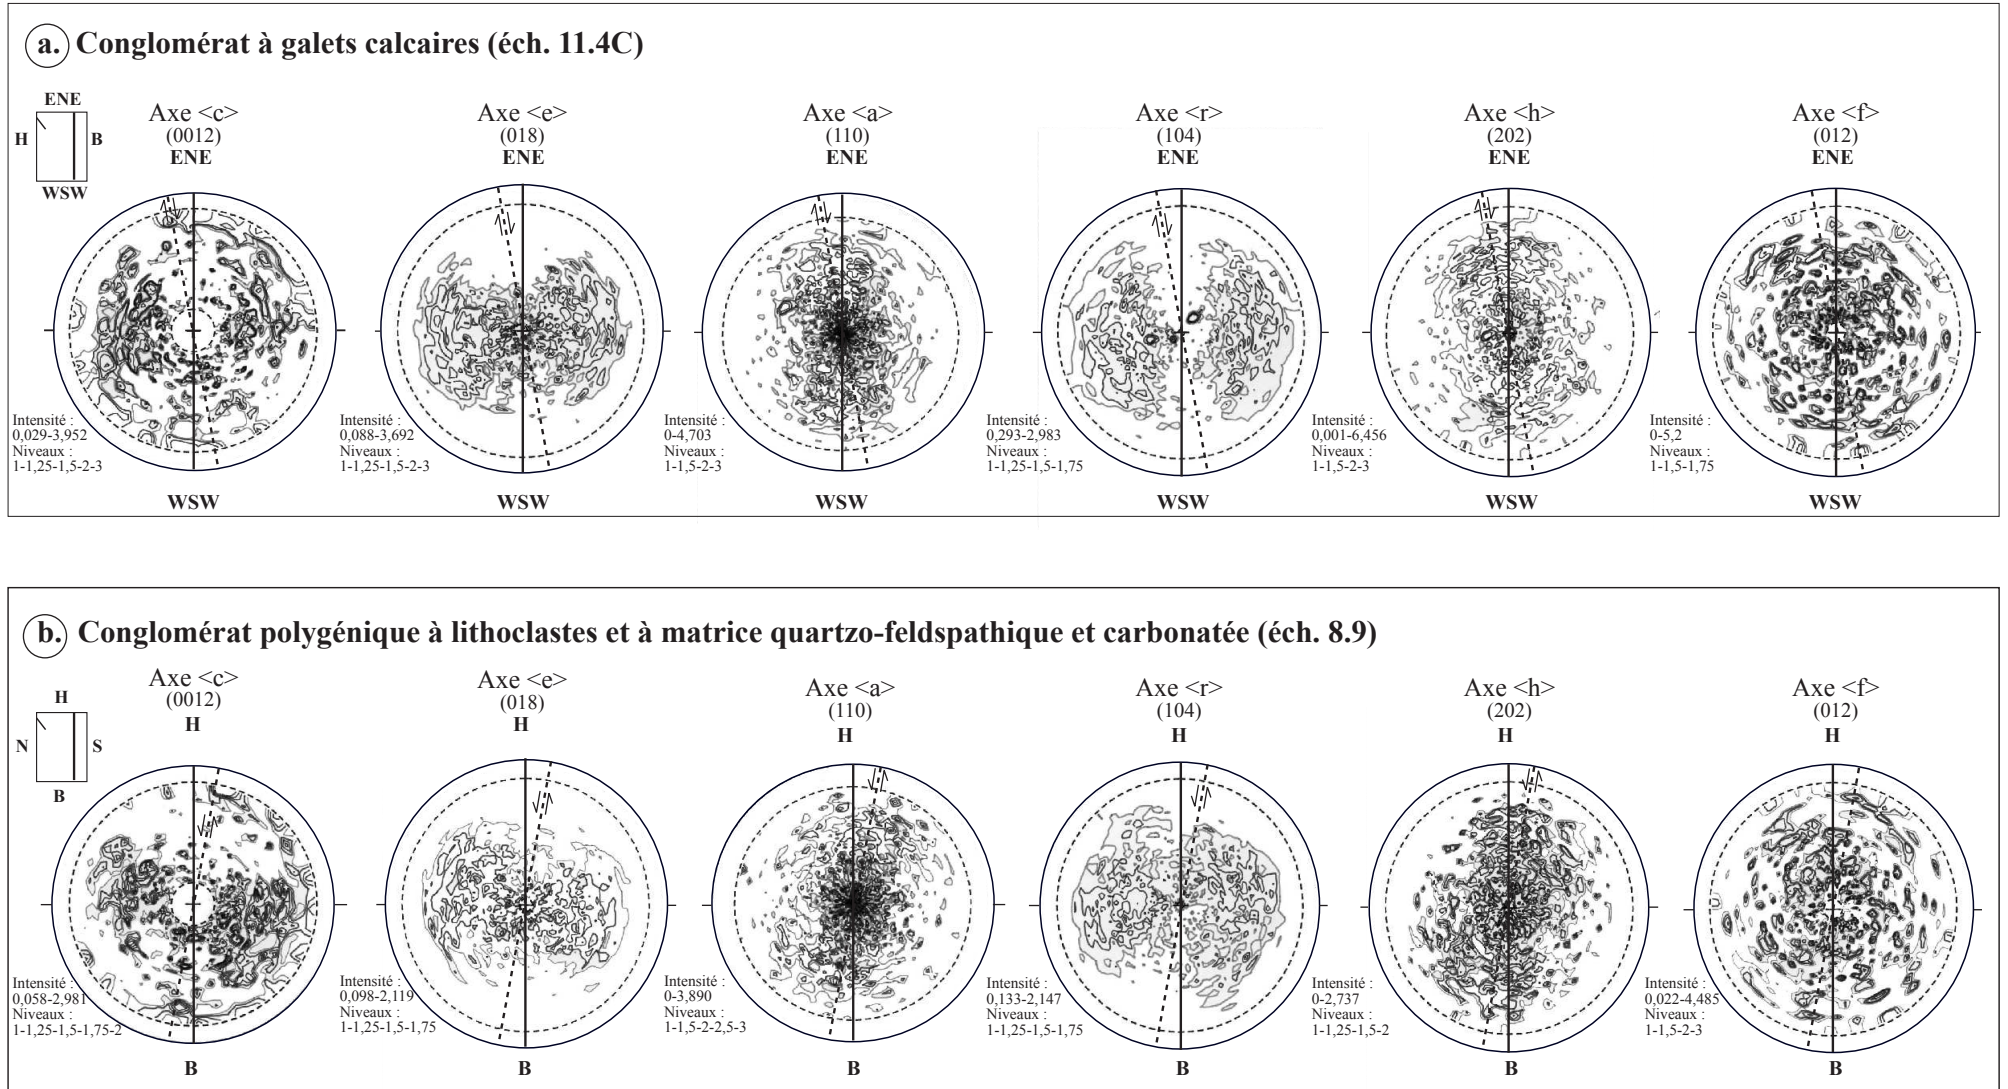 a. Conglomérat à galets calcaires (éch. 11.4C)
ENE
H
B
WSW
Axe <c>
(0012)
ENE
Intensité :
0,029-3,952
Niveaux :
1-1,25-1,5-2-3
WSW
Axe <e>
(018)
ENE
Intensité :
0,088-3,692
Niveaux :
1-1,25-1,5-2-3
WSW
Axe <a>
(110)
ENE
Intensité :
0-4,703
Niveaux :
1-1,5-2-3
WSW
Axe <r>
(104)
ENE
Intensité :
0,293-2,983
Niveaux :
1-1,25-1,5-1,75
WSW
Axe <h>
(202)
ENE
Intensité :
0,001-6,456
Niveaux :
1-1,5-2-3
WSW
Axe <f>
(012)
ENE
Intensité :
0-5,2
Niveaux :
1-1,5-1,75
WSW
b. Conglomérat polygénique à lithoclastes et à matrice quartzo-feldspathique et carbonatée (éch. 8.9)
H
N
S
B
Axe <c>
(0012)
H
Intensité :
0,058-2,981
Niveaux :
1-1,25-1,5-1,75-2
B
Axe <e>
(018)
H
Intensité :
0,098-2,119
Niveaux :
1-1,25-1,5-1,75
B
Axe <a>
(110)
H
Intensité :
0-3,890
Niveaux :
1-1,5-2-2,5-3
B
Axe <r>
(104)
H
Intensité :
0,133-2,147
Niveaux :
1-1,25-1,5-1,75
B
Axe <h>
(202)
H
Intensité :
0-2,737
Niveaux :
1-1,25-1,5-2
B
Axe <f>
(012)
H
Intensité :
0,022-4,485
Niveaux :
1-1,5-2-3
B